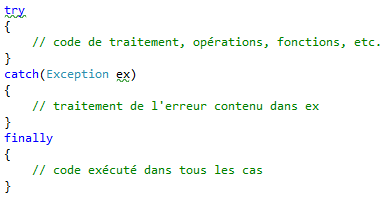 try
{
// code de traitement, opérations, fonctions, etc.
}
catch(Exception ex)
{
// traitement de l'erreur contenu dans ex
}
finally
{
// code exécuté dans tous les cas
}